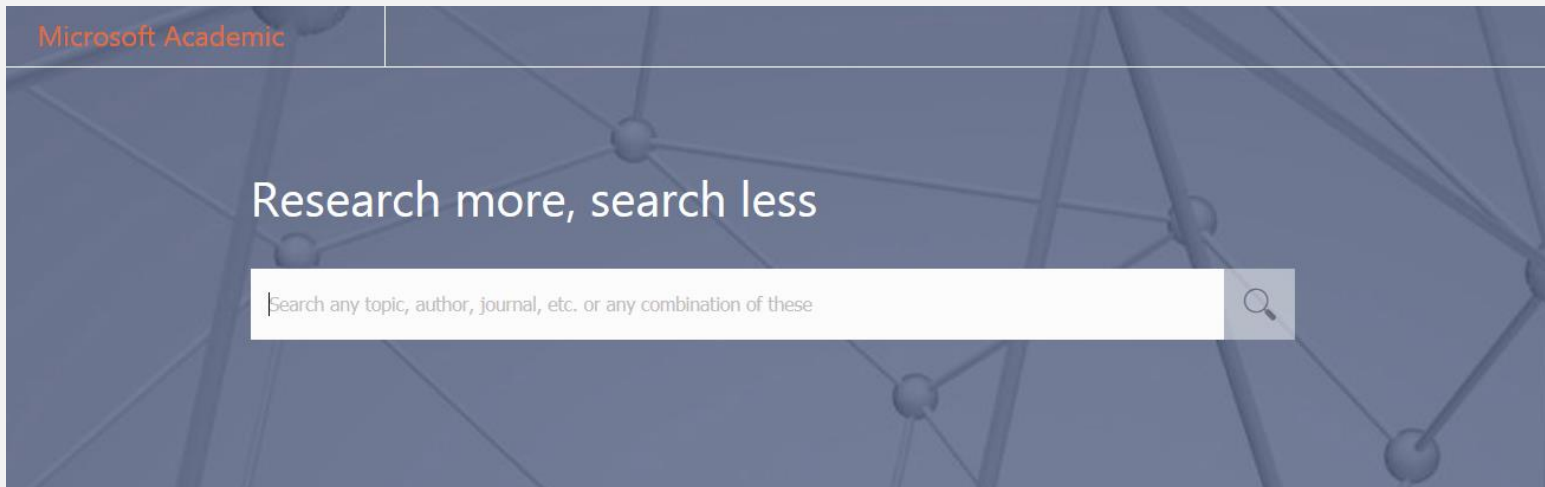 Microsoft Academic
Research more, search less
Search any topic, author, journal, etc. or any combination of these